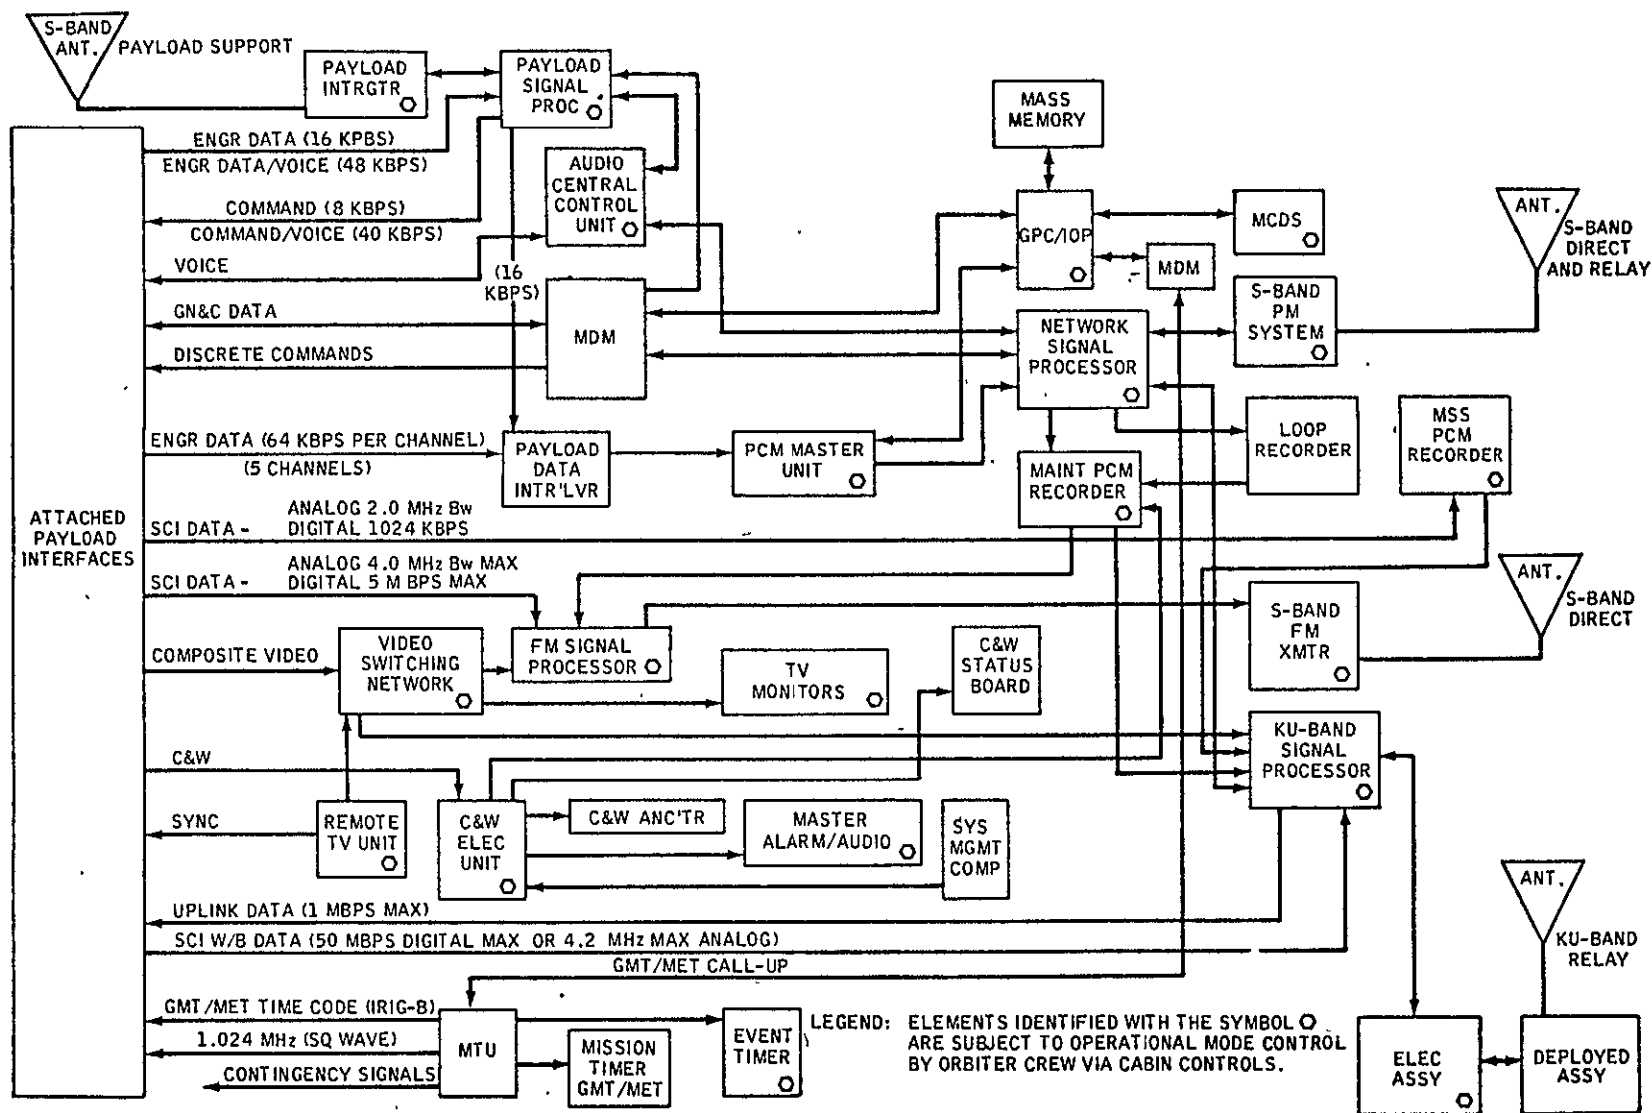 S-BAND
ANT.
PAYLOAD SUPPORT
PAYLOAD
INTRGTR
PAYLOAD
SIGNAL
PROC
MASS
MEMORY
ENGR DATA (16 KPBS)
ENGR DATA/VOICE (48 KBPS)
AUDIO
CENTRAL
CONTROL
UNIT
COMMAND (8 KBPS)
COMMAND/VOICE (40 KBPS)
VOICE
(16
KBPS)
GN&C DATA
DISCRETE COMMANDS
MDM
GPC/IOP
MCDS
MDM
ANT.
S-BAND
DIRECT
AND RELAY
S-BAND
PM
SYSTEM
NETWORK
SIGNAL
PROCESSOR
ENGR DATA (64 KBPS PER CHANNEL)
(5 CHANNELS)
PAYLOAD
DATA
INTR'LVR
PCM MASTER
UNIT
MAINT PCM
RECORDER
LOOP
RECORDER
MSS
PCM
RECORDER
ATTACHED
PAYLOAD
INTERFACES
ANALOG 2.0 MHz Bw
SCI DATA - DIGITAL 1024 KBPS
ANALOG 4.0 MHz Bw MAX
SCI DATA - DIGITAL 5 M BPS MAX
ANT.
S-BAND
DIRECT
S-BAND
FM
XMTR
COMPOSITE VIDEO
VIDEO
SWITCHING
NETWORK
FM SIGNAL
PROCESSOR
TV
MONITORS
C&W
STATUS
BOARD
KU-BAND
SIGNAL
PROCESSOR
C&W
SYNC
REMOTE
TV UNIT
C&W
ELEC
UNIT
C&W ANC'TR
MASTER
ALARM/AUDIO
SYS
MGMT
COMP
UPLINK DATA (1 MBPS MAX)
SCI W/B DATA (50 MBPS DIGITAL MAX OR 4.2 MHz MAX ANALOG)
GMT/MET CALL-UP
ANT.
KU-BAND
RELAY
GMT/MET TIME CODE (IRIG-B)
1.024 MHz (SQ WAVE)
CONTINGENCY SIGNALS
MTU
MISSION
TIMER
GMT/MET
EVENT
TIMER
LEGEND: ELEMENTS IDENTIFIED WITH THE SYMBOL
ARE SUBJECT TO OPERATIONAL MODE CONTROL
BY ORBITER CREW VIA CABIN CONTROLS.
ELEC
ASSY
DEPLOYED
ASSY